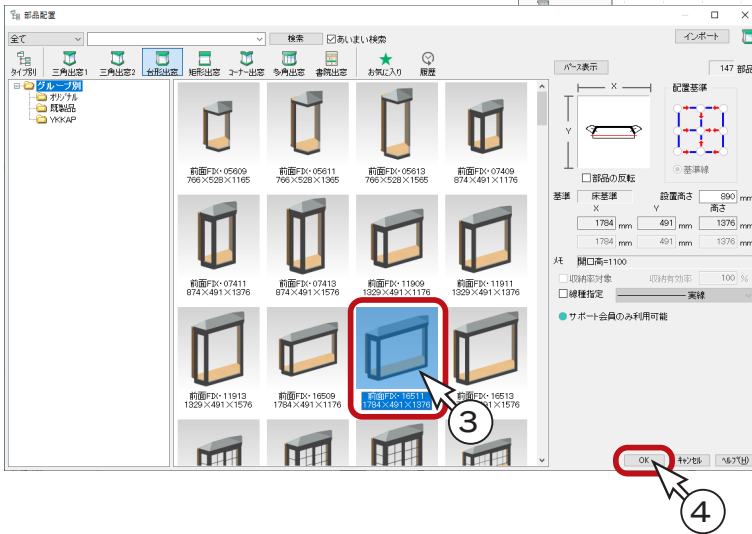 部品配置
全て
検索
あいまい検索
インポート
タイプ別
三角出窓1
三角出窓2
台形出窓
矩形出窓
コーナー出窓
多角出窓
書院出窓
お気に入り
履歴
グループ別
オリジナル
既製品
YKKAP
前面FIX・05609
766×528×1165
前面FIX・05611
766×528×1365
前面FIX・05613
766×528×1565
前面FIX・07409
874×491×1176
前面FIX・07411
874×491×1376
前面FIX・07413
874×491×1576
前面FIX・11909
1329×491×1176
前面FIX・11911
1329×491×1376
前面FIX・11913
1329×491×1576
前面FIX・16509
1784×491×1176
前面FIX・16511
1784×491×1376
前面FIX・16513
91×1576
③
パース表示
147 部品
X
Y
配置基準
基準線
部品の反転
基準 床基準 設置高さ 890 mm
X Y 高さ
1784 mm 491 mm 1376 mm
1784 mm 491 mm 1376 mm
メモ 開口高=1100
収納率対象 収納有効率 100 %
線種指定 実線
サポート会員のみ利用可能
OK
キャンセル
ヘルプ(H)
④